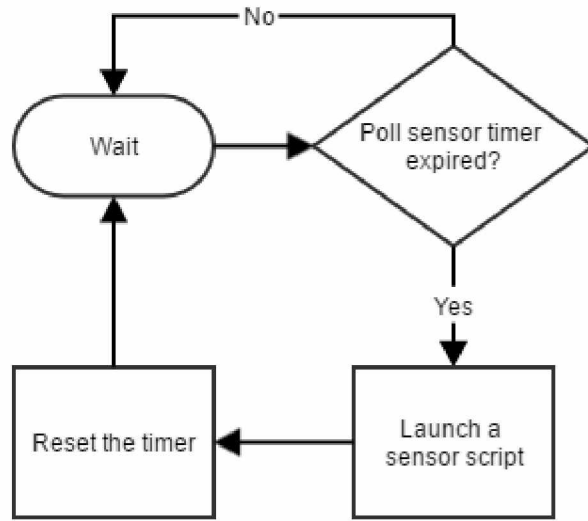 No
Wait
Poll sensor timer
expired?
Yes
Reset the timer
Launch a
sensor script